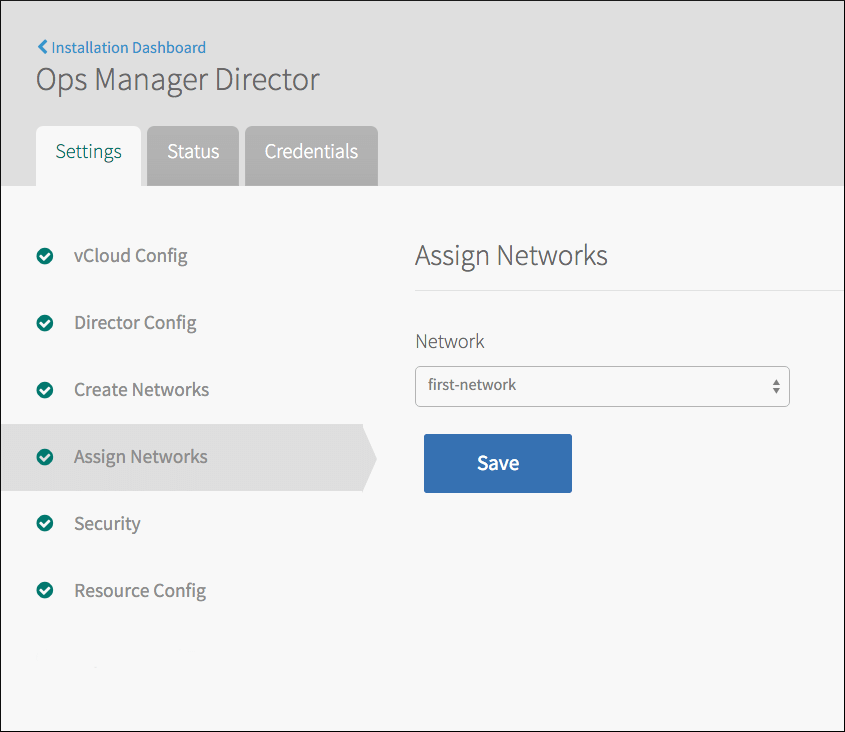 Installation Dashboard
Ops Manager Director
Settings
Status
Credentials
vCloud Config
Director Config
Create Networks
Assign Networks
Security
Resource Config
Assign Networks
Network
first-network
Save